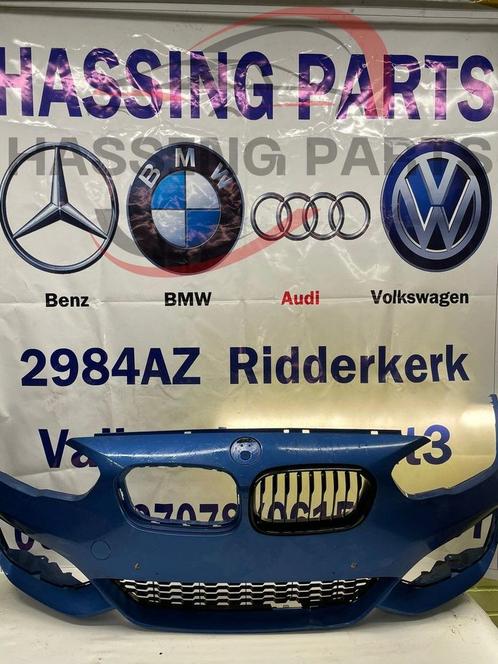 HASSING PARTS
HASSING PARTS
BMW
Benz
BMW
Audi
Volkswagen
2984AZ Ridderkerk